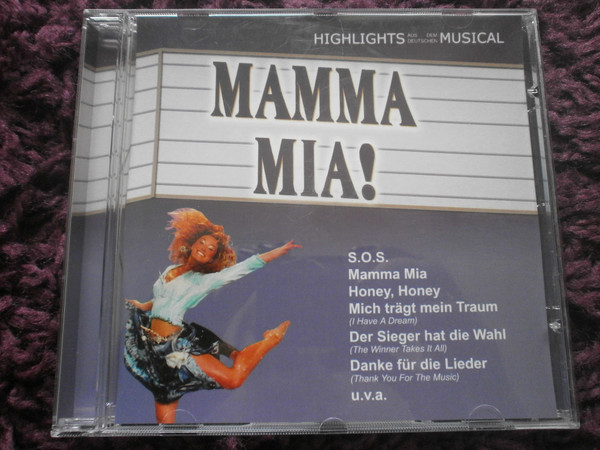 HIGHLIGHTS AUS DEM DEUTSCHEN MUSICAL
MAMMA
MIA!
S.O.S.
Mamma Mia
Honey, Honey
Mich trägt mein Traum
(I Have A Dream)
Der Sieger hat die Wahl
(The Winner Takes It All)
Danke für die Lieder
(Thank You For The Music)
u.v.a.